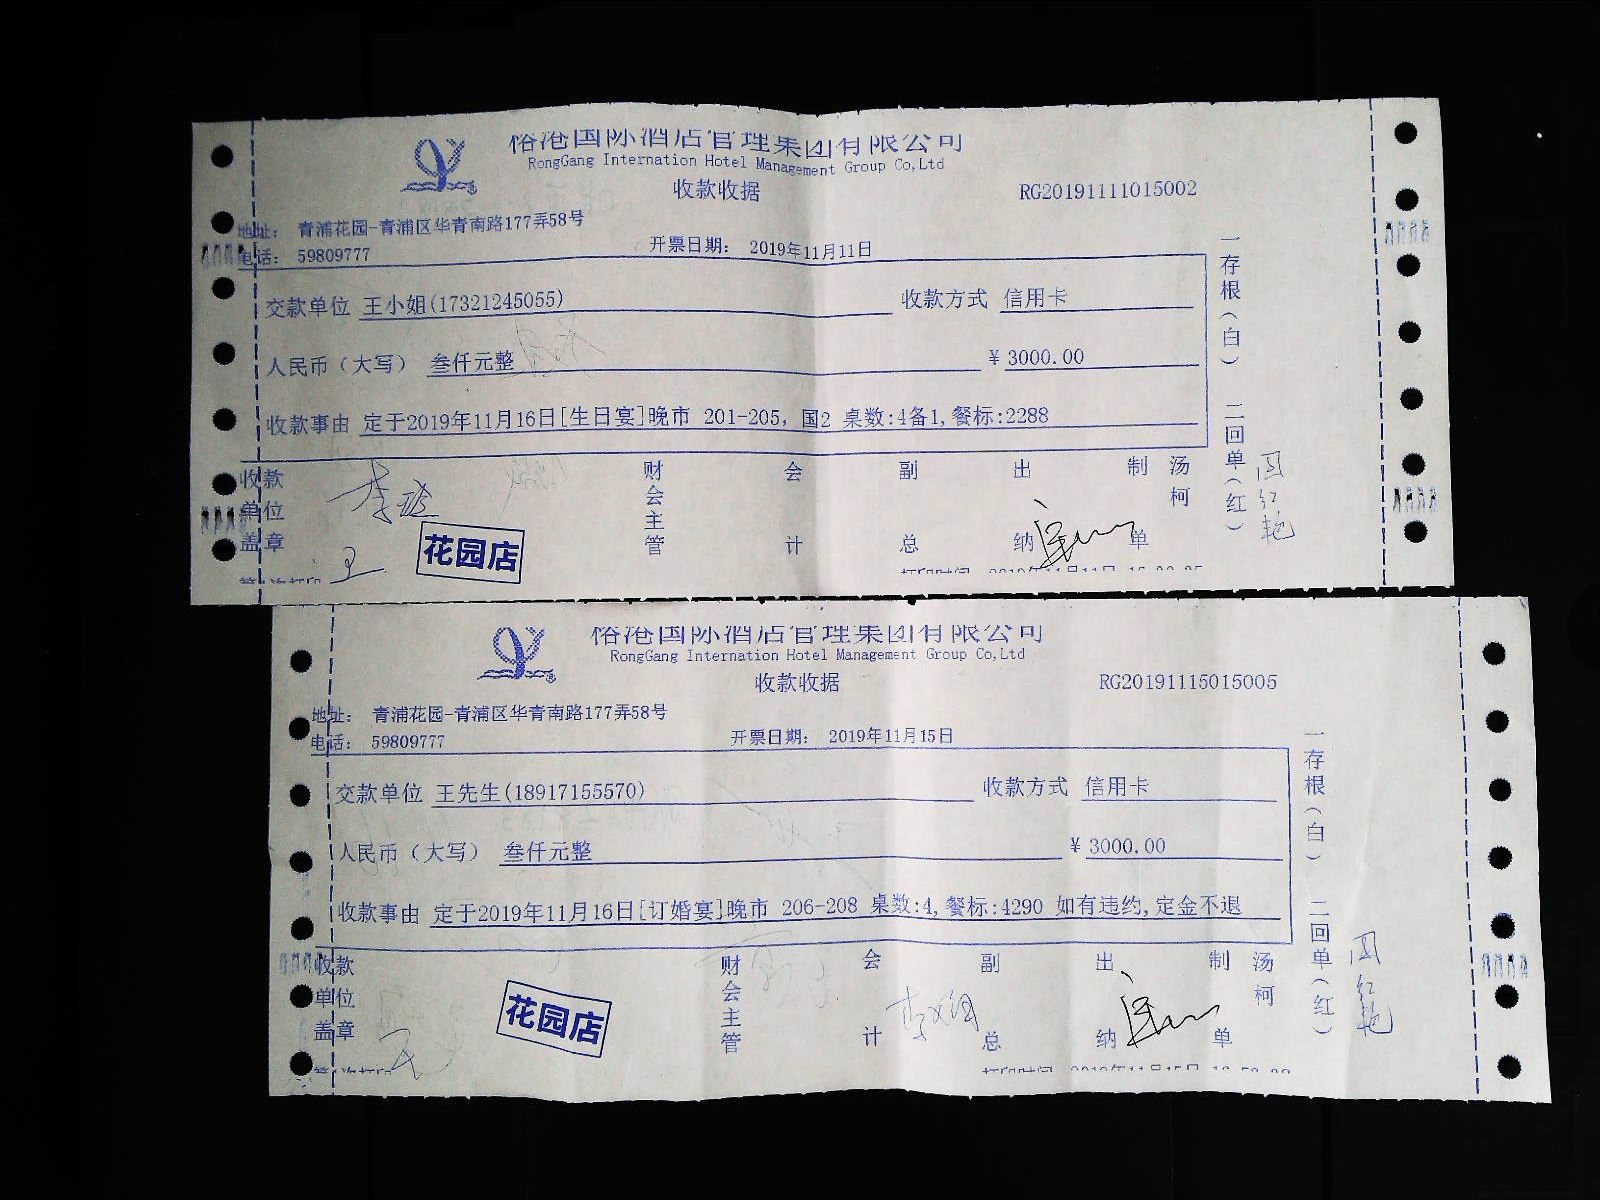 国际酒店管理集团有限公司
RongGang Internation Hotel Management Group Co,Ltd
收款收据
RG20191111015002
地址： 青浦花园-青浦区华青南路177弄58号
电话： 59809777
开票日期： 2019年11月11日
交款单位 王小姐(17321245055) 收款方式 信用卡
人民币（大写） 叁仟元整 ¥ 3000.00
收款事由 定于2019年11月16日[生日宴]晚市 201-205, 国2 桌数:4备1,餐标:2288
收款单位盖章
花园店
财会主管
会计
副总
出纳
制单
汤柯
一存根（白） 二回单（红）
国际酒店管理集团有限公司
RongGang Internation Hotel Management Group Co,Ltd
收款收据
RG20191115015005
地址： 青浦花园-青浦区华青南路177弄58号
电话： 59809777
开票日期： 2019年11月15日
交款单位 王先生(18917155570) 收款方式 信用卡
人民币（大写） 叁仟元整 ¥ 3000.00
收款事由 定于2019年11月16日[订婚宴]晚市 206-208 桌数:4,餐标:4290 如有违约,定金不退
收款单位盖章
花园店
财会主管
会计
副总
出纳
制单
汤柯
一存根（白） 二回单（红）